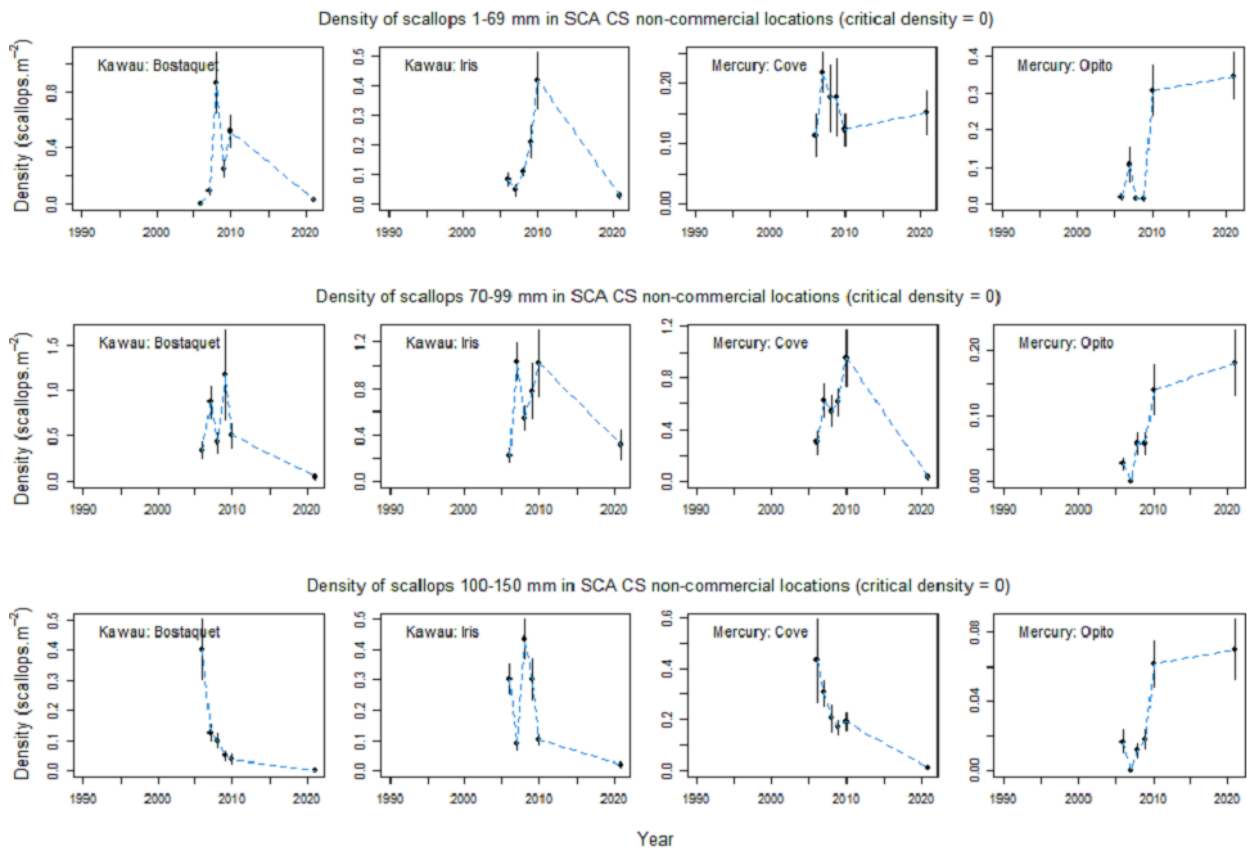 Density of scallops 1-69 mm in SCA CS non-commercial locations (critical density = 0)
Density (scallops.m⁻²)
Kawau: Bostaquet
0.0 0.4 0.8
1990 2000 2010 2020
Kawau: Iris
0.0 0.1 0.2 0.3 0.4 0.5
1990 2000 2010 2020
Mercury: Cove
0.00 0.10 0.20
1990 2000 2010 2020
Mercury: Opito
0.0 0.1 0.2 0.3 0.4
1990 2000 2010 2020
Density of scallops 70-99 mm in SCA CS non-commercial locations (critical density = 0)
Density (scallops.m⁻²)
Kawau: Bostaquet
0.0 0.5 1.0 1.5
1990 2000 2010 2020
Kawau: Iris
0.0 0.4 0.8 1.2
1990 2000 2010 2020
Mercury: Cove
0.0 0.4 0.8 1.2
1990 2000 2010 2020
Mercury: Opito
0.00 0.10 0.20
1990 2000 2010 2020
Density of scallops 100-150 mm in SCA CS non-commercial locations (critical density = 0)
Density (scallops.m⁻²)
Kawau: Bostaquet
0.0 0.1 0.2 0.3 0.4 0.5
1990 2000 2010 2020
Kawau: Iris
0.0 0.1 0.2 0.3 0.4 0.5
1990 2000 2010 2020
Mercury: Cove
0.0 0.2 0.4 0.6
1990 2000 2010 2020
Mercury: Opito
0.00 0.04 0.08
1990 2000 2010 2020
Year